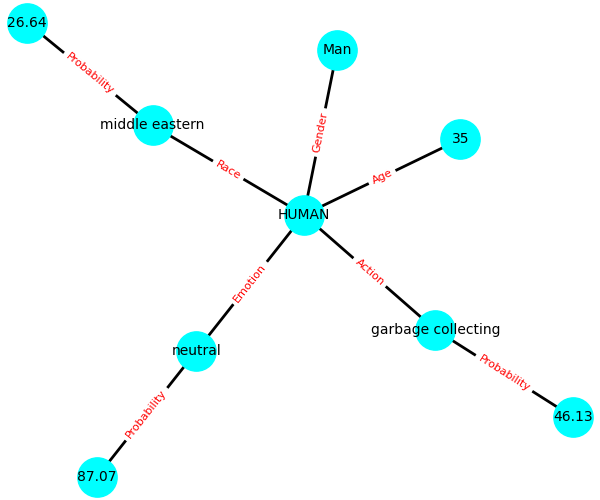 26.64
Man
Probability
middle eastern
Gender
35
Race
Age
HUMAN
Emotion
Action
garbage collecting
neutral
Probability
Probability
46.13
87.07